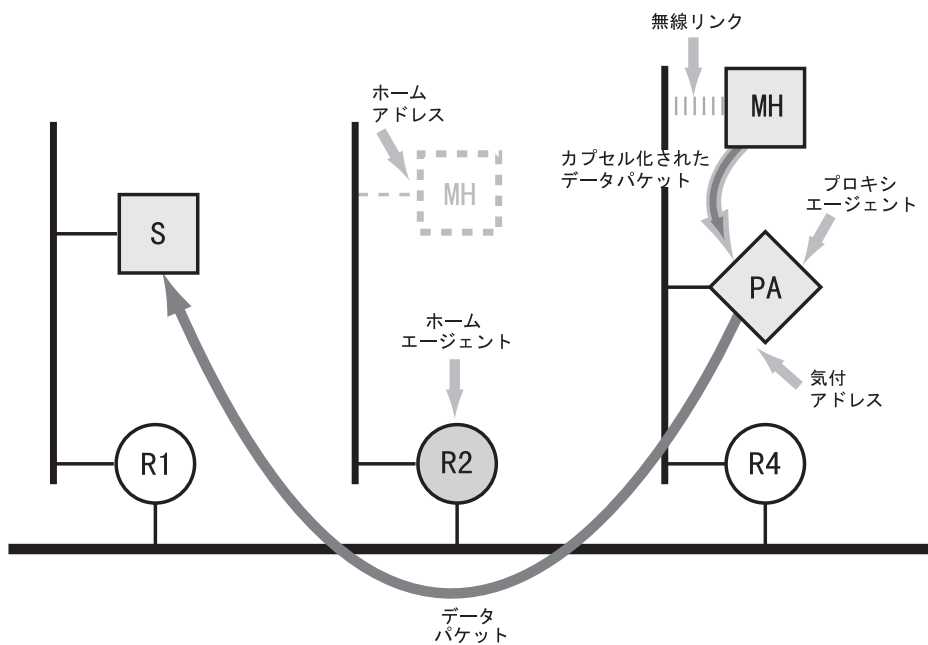 無線リンク
MH
ホーム
アドレス
MH
カプセル化された
データパケット
プロキシ
エージェント
S
PA
ホーム
エージェント
気付
アドレス
R1
R2
R4
データ
パケット